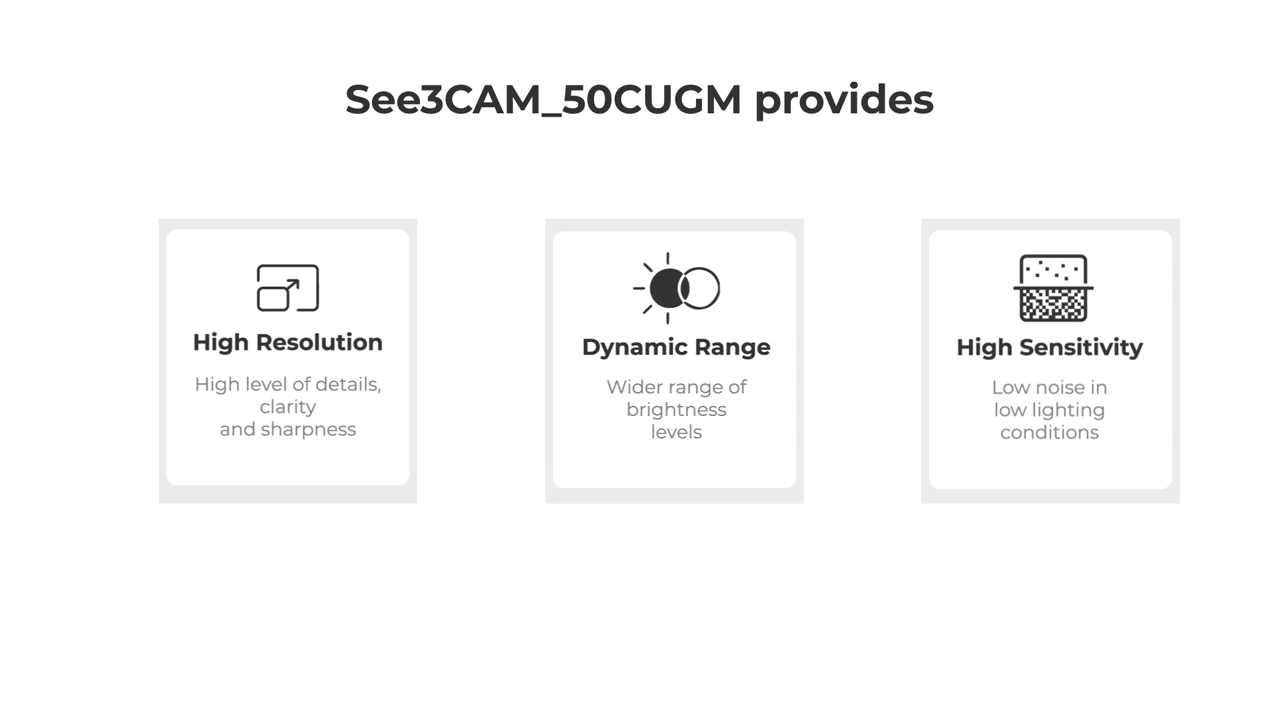 See3CAM_50CUGM provides
High Resolution
High level of details,
clarity
and sharpness
Dynamic Range
Wider range of
brightness
levels
High Sensitivity
Low noise in
low lighting
conditions